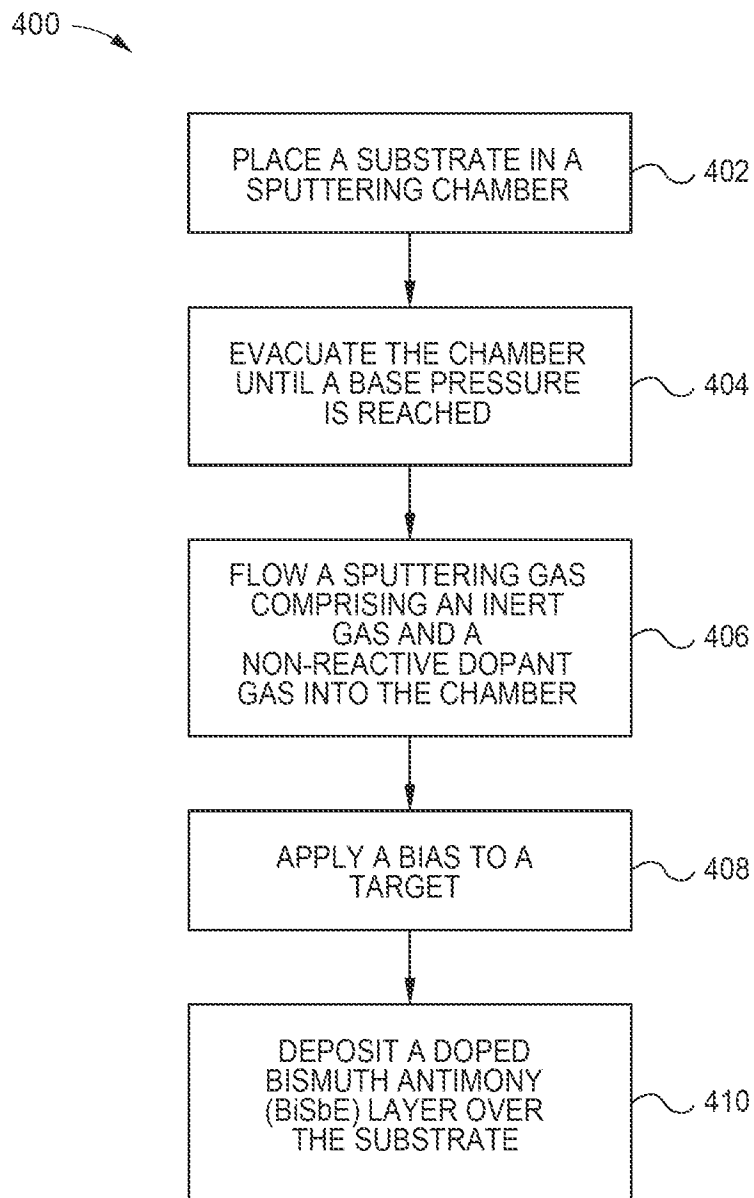 400
PLACE A SUBSTRATE IN A
SPUTTERING CHAMBER
402
EVACUATE THE CHAMBER
UNTIL A BASE PRESSURE
IS REACHED
404
FLOW A SPUTTERING GAS
COMPRISING AN INERT
GAS AND A
NON-REACTIVE DOPANT
GAS INTO THE CHAMBER
406
APPLY A BIAS TO A
TARGET
408
DEPOSIT A DOPED
BISMUTH ANTIMONY
(BiSbE) LAYER OVER
THE SUBSTRATE
410